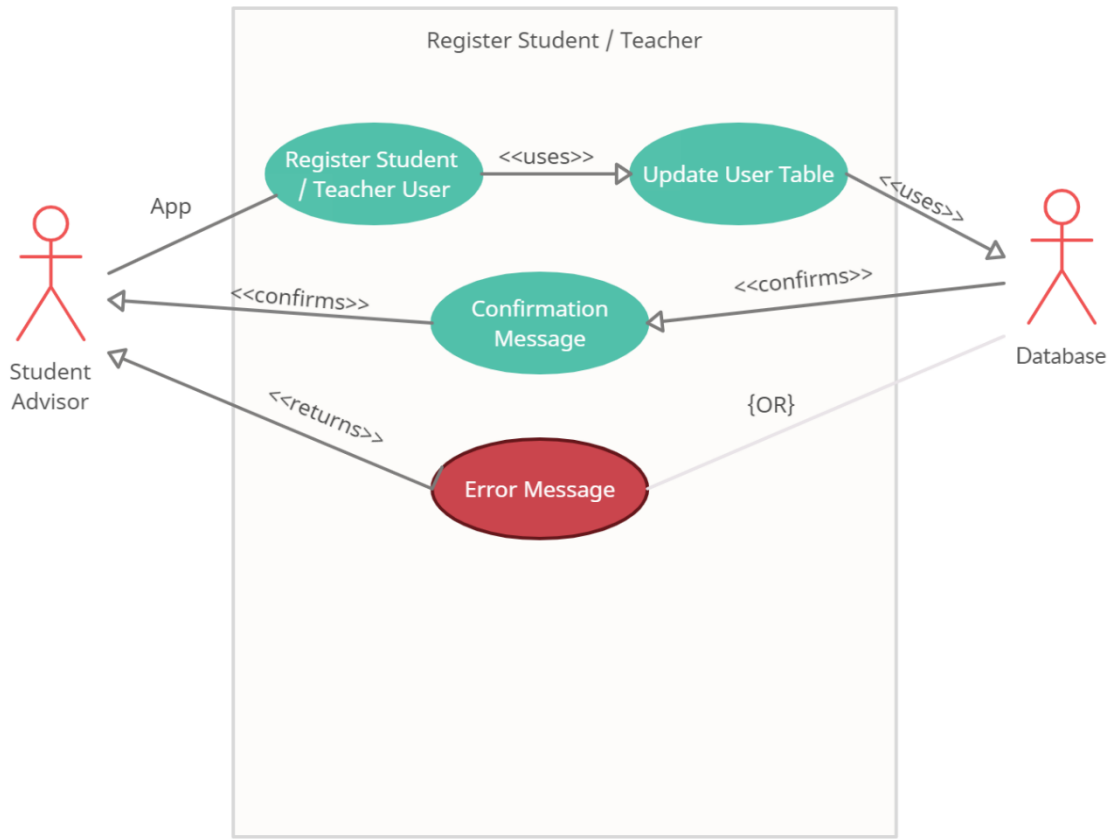 Register Student / Teacher
Register Student
/ Teacher User
<<uses>>
Update User Table
<<uses>>
App
<<confirms>>
Confirmation
Message
<<confirms>>
Student
Advisor
Database
<<returns>>
{OR}
Error Message